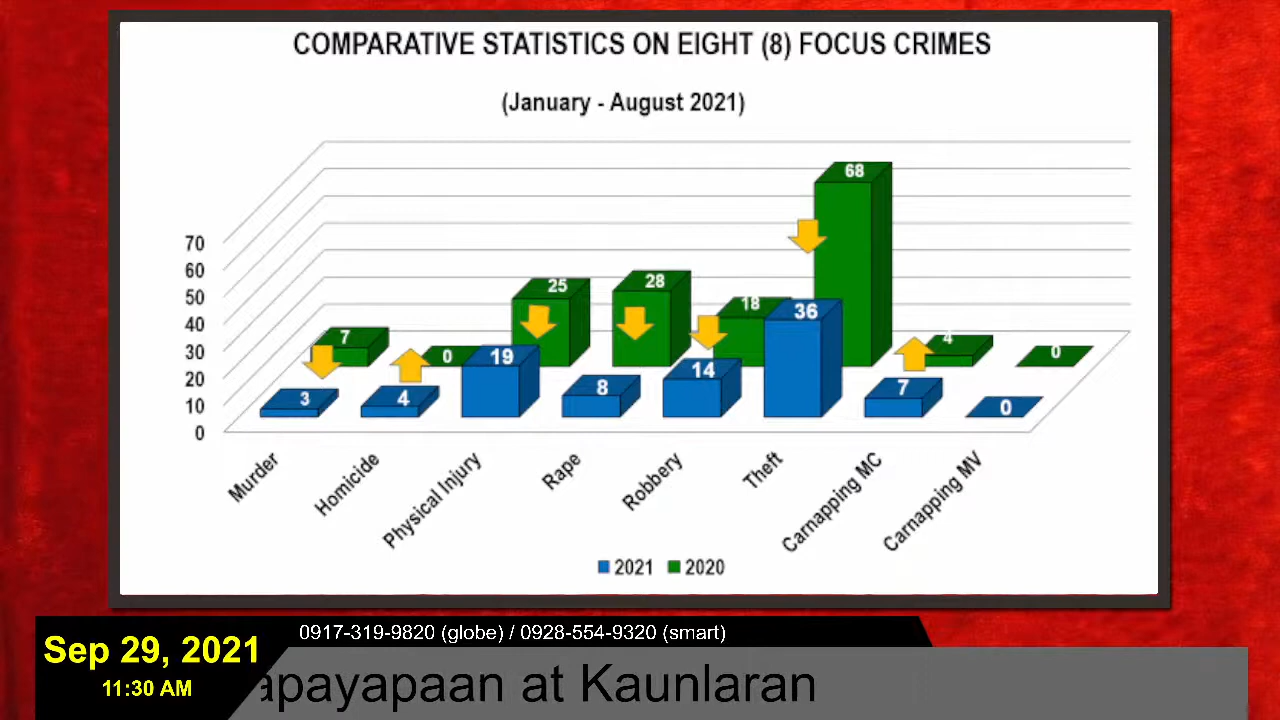 COMPARATIVE STATISTICS ON EIGHT (8) FOCUS CRIMES
(January - August 2021)
70
60
50
40
30
20
10
0
68
25
28
18
7
0
4
0
3
4
19
8
14
36
7
0
Murder
Homicide
Physical Injury
Rape
Robbery
Theft
Carnapping MC
Carnapping MV
2021 2020
0917-319-9820 (globe) / 0928-554-9320 (smart)
Sep 29, 2021
11:30 AM
apayapaan at Kaunlaran